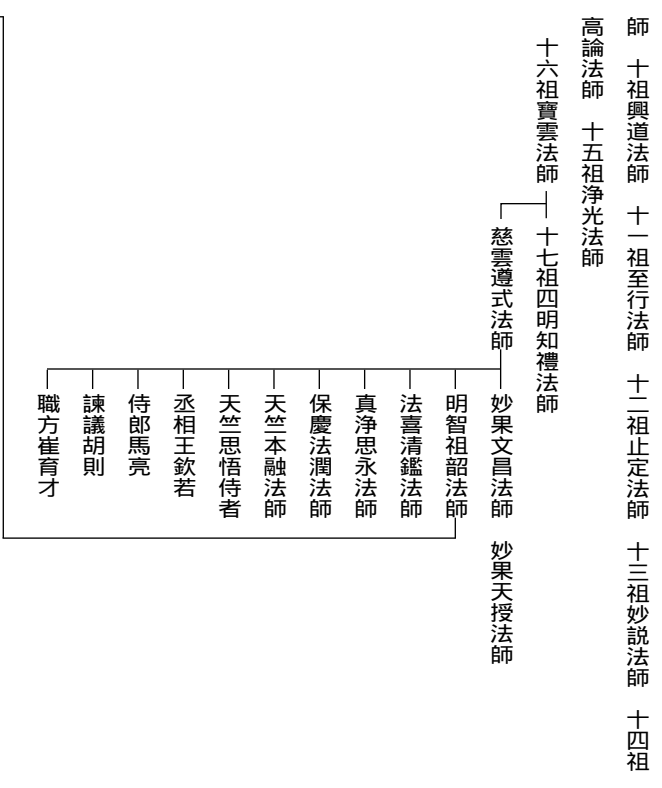 師　十祖興道法師　十一祖至行法師　十二祖止定法師　十三祖妙説法師　十四祖
高論法師　十五祖浄光法師
十六祖寶雲法師　十七祖四明知禮法師
慈雲遵式法師　妙果文昌法師　妙果天授法師
明智祖韶法師
法喜清鑑法師
真浄思永法師
保慶法潤法師
天竺本融法師
天竺思悟侍者
丞相王欽若
侍郎馬亮
諫議胡則
職方崔育才